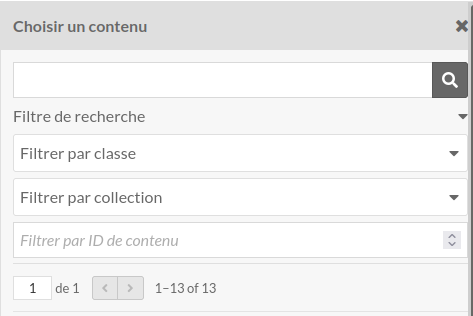 Choisir un contenu
Filtre de recherche
Filtrer par classe
Filtrer par collection
Filtrer par ID de contenu
1 de 1 1–13 of 13